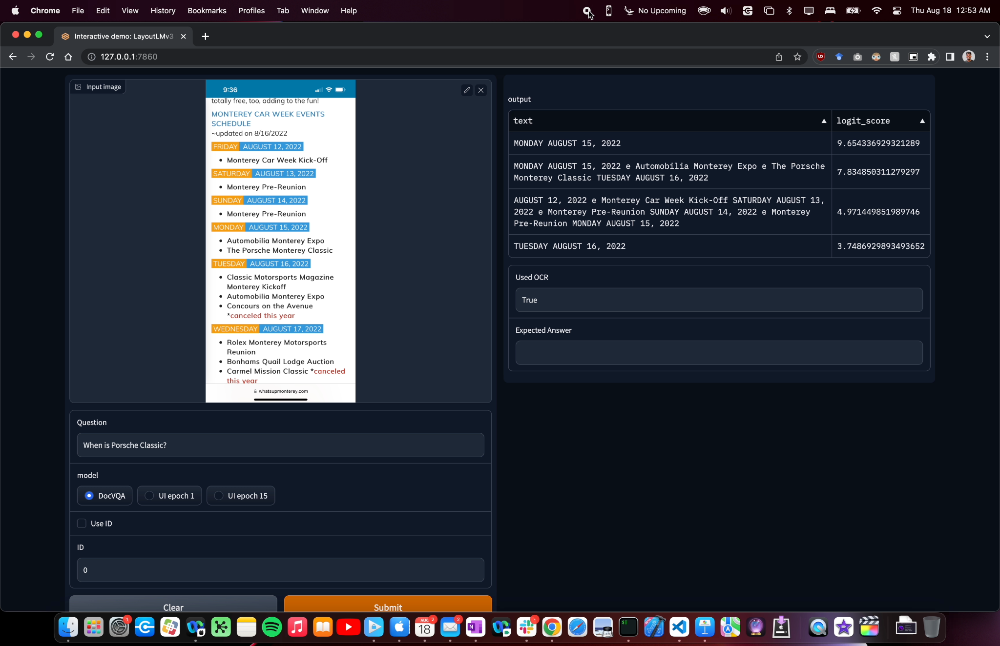 Chrome File Edit View History Bookmarks Profiles Tab Window Help No Upcoming Thu Aug 18 12:53 AM
Interactive demo: LayoutLMv3
127.0.0.1:7860
Input image
9:36
totally free, too, adding to the fun!
MONTEREY CAR WEEK EVENTS
SCHEDULE
~updated on 8/16/2022
FRIDAY AUGUST 12, 2022
• Monterey Car Week Kick-Off
SATURDAY AUGUST 13, 2022
• Monterey Pre-Reunion
SUNDAY AUGUST 14, 2022
• Monterey Pre-Reunion
MONDAY AUGUST 15, 2022
• Automobilia Monterey Expo
• The Porsche Monterey Classic
TUESDAY AUGUST 16, 2022
• Classic Motorsports Magazine
Monterey Kickoff
• Automobilia Monterey Expo
• Concours on the Avenue
*canceled this year
WEDNESDAY AUGUST 17, 2022
• Rolex Monterey Motorsports
Reunion
• Bonhams Quail Lodge Auction
• Carmel Mission Classic *canceled
this year
whatsupmonterey.com
Question
When is Porsche Classic?
model
DocVQA UI epoch 1 UI epoch 15
Use ID
ID
0
Clear Submit
output
text logit_score
MONDAY AUGUST 15, 2022 9.654336929321289
MONDAY AUGUST 15, 2022 e Automobilia Monterey Expo e The Porsche
Monterey Classic TUESDAY AUGUST 16, 2022 7.834850311279297
AUGUST 12, 2022 e Monterey Car Week Kick-Off SATURDAY AUGUST 13,
2022 e Monterey Pre-Reunion SUNDAY AUGUST 14, 2022 e Monterey 4.971449851989746
Pre-Reunion MONDAY AUGUST 15, 2022
TUESDAY AUGUST 16, 2022 3.7486929893493652
Used OCR
True
Expected Answer
1
AUG 2
18
2
N